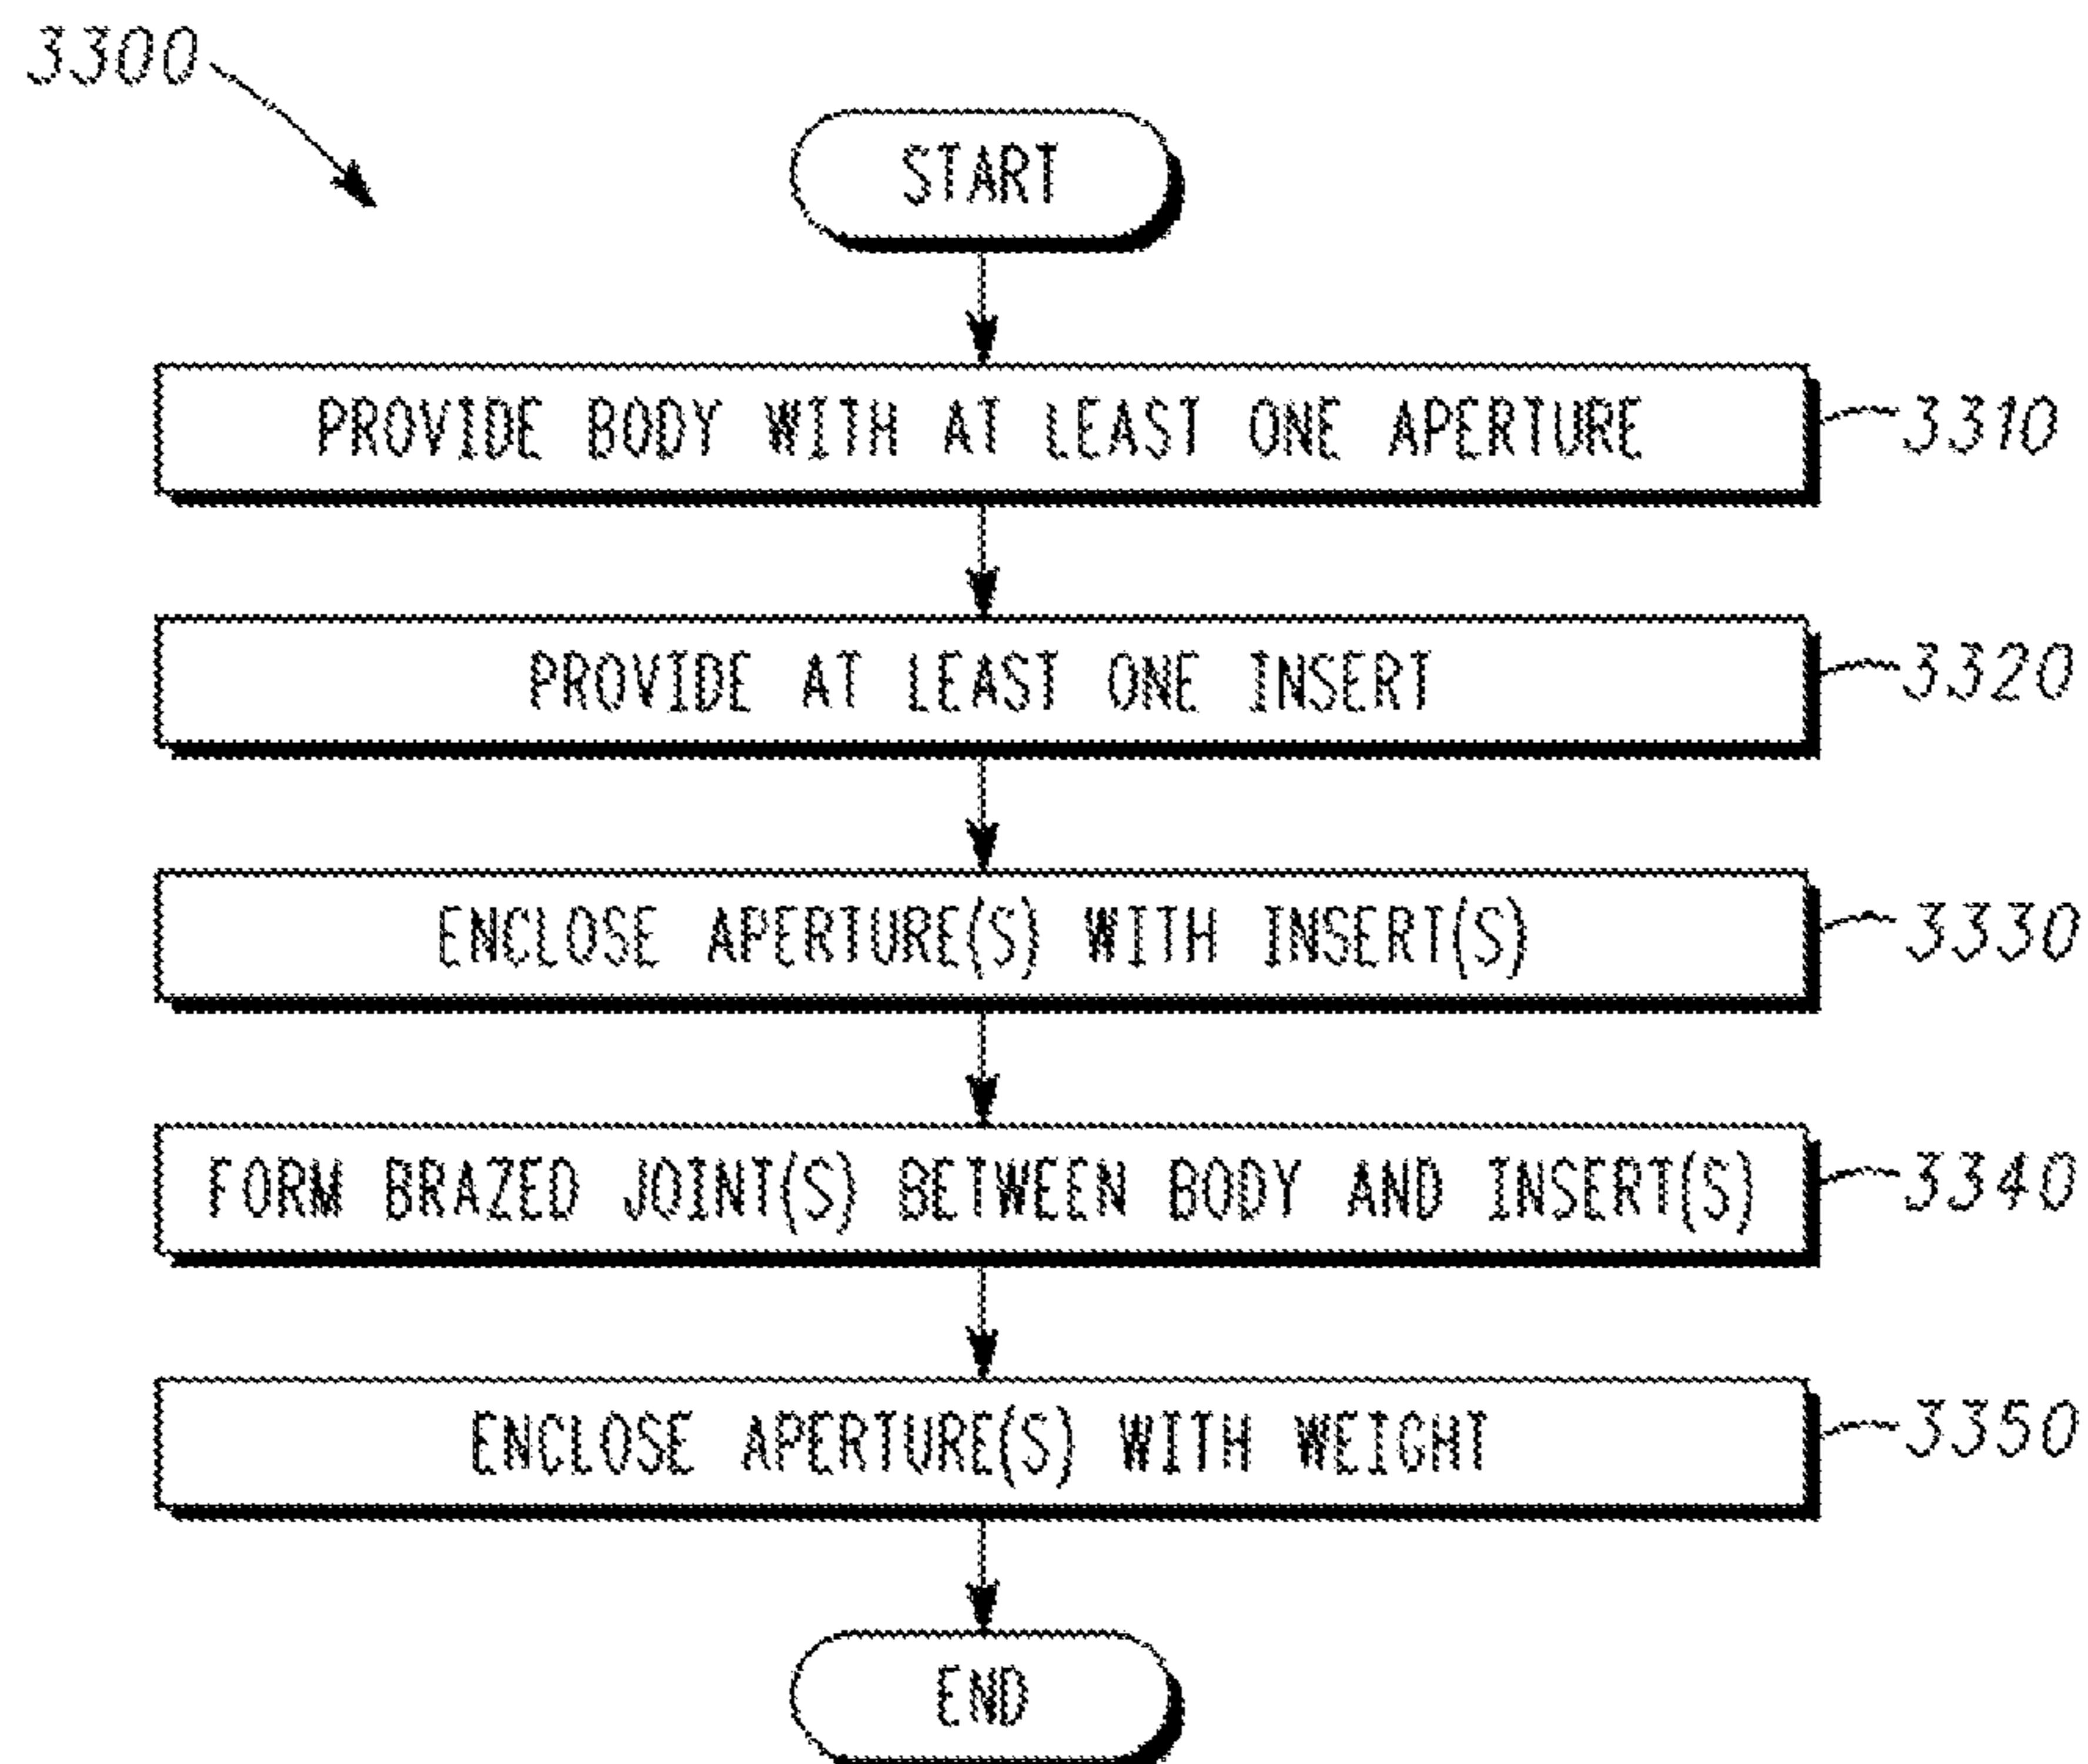 3300
START
PROVIDE BODY WITH AT LEAST ONE APERTURE
3310
PROVIDE AT LEAST ONE INSERT
3320
ENCLOSE APERTURE(S) WITH INSERT(S)
3330
FORM BRAZED JOINT(S) BETWEEN BODY AND INSERT(S)
3340
ENCLOSE APERTURE(S) WITH WEIGHT
3350
END